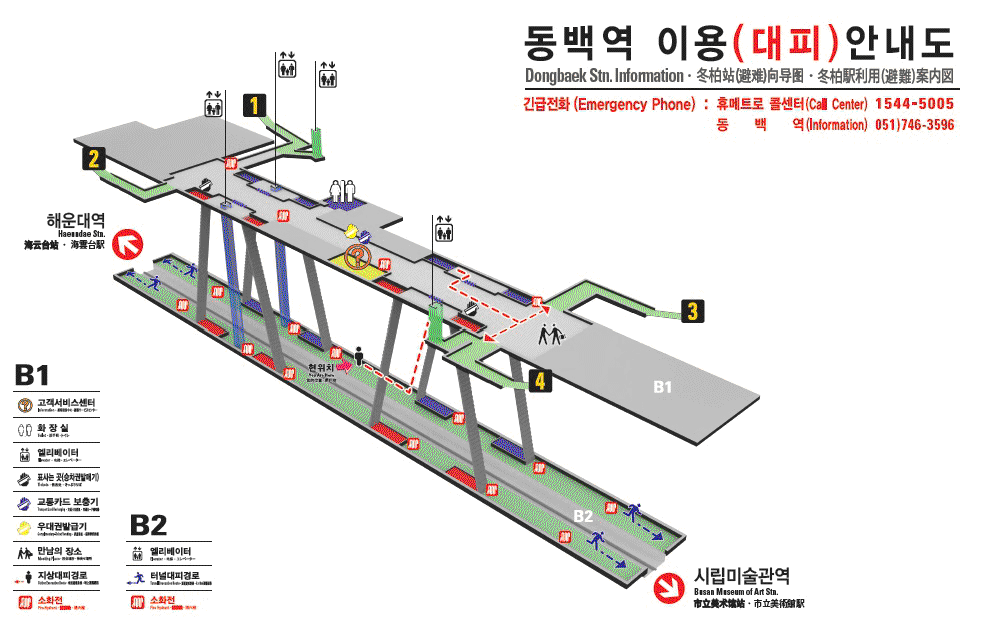 동백역 이용(대피)안내도
Dongbaek Stn. Information · 冬柏站(避难)向导图 · 冬柏駅利用(避難)案内図
긴급전화 (Emergency Phone) : 휴메트로 콜센터(Call Center) 1544-5005
동 백 역(Information) 051)746-3596
1
2
해운대역
Haeundae Stn.
海云台站 · 海雲台駅
3
4
B1
현위치
You Are Here
B2
시립미술관역
Busan Museum of Art Stn.
市立美术馆站 · 市立美術館駅
B1
고객서비스센터
화 장 실
엘리베이터
표사는 곳(승차권발매기)
교통카드 보충기
우대권발급기
만남의 장소
지상대피경로
소화전
B2
엘리베이터
터널대피경로
소화전